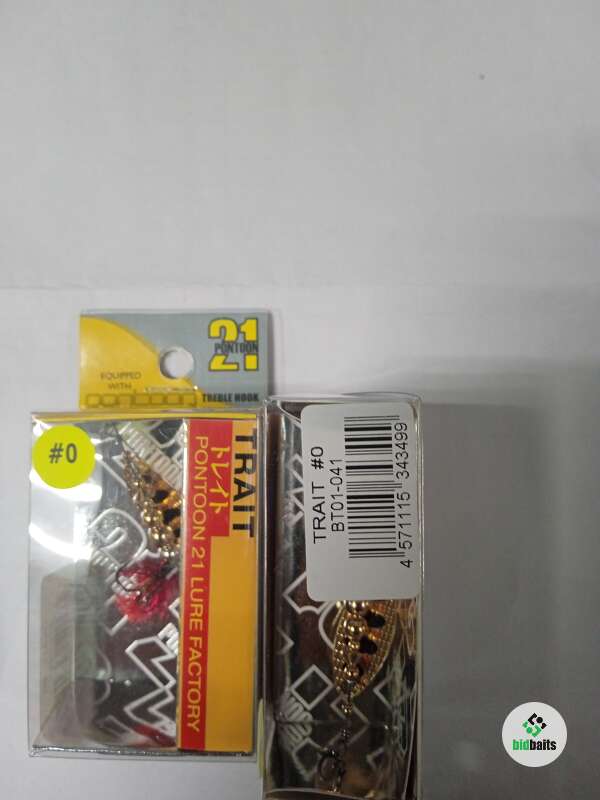 21
PONTOON
EQUIPPED
WITH
TREBLE HOOK
#0
TRAIT
トレイト
PONTOON 21 LURE FACTORY
TRAIT #0
BT01-041
4 571115 343499
bidbaits